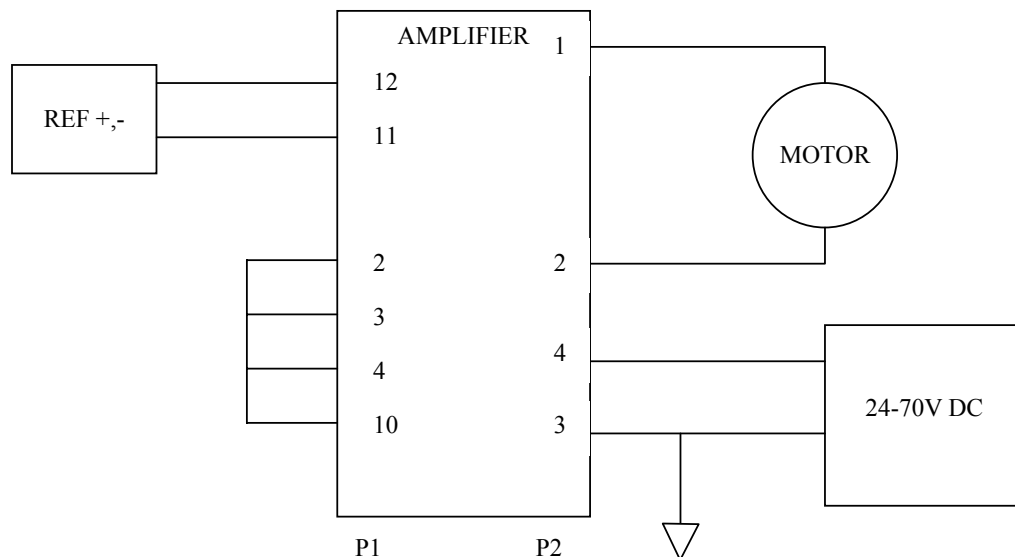 AMPLIFIER
1
12
REF +,-
11
MOTOR
2
2
3
4
4
24-70V DC
10
3
P1
P2